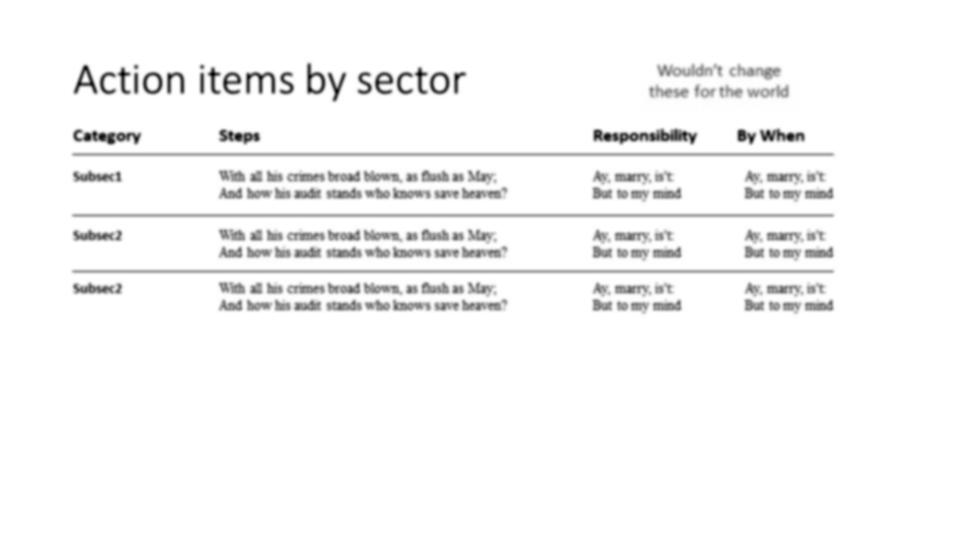 Action items by sector
Wouldn't change
these for the world
Category Steps Responsibility By When
Subsec1 With all his crimes broad blown, as flush as May; Ay, marry, is't: Ay, marry, is't:
And how his audit stands who knows save heaven? But to my mind But to my mind
Subsec2 With all his crimes broad blown, as flush as May; Ay, marry, is't: Ay, marry, is't:
And how his audit stands who knows save heaven? But to my mind But to my mind
Subsec2 With all his crimes broad blown, as flush as May; Ay, marry, is't: Ay, marry, is't:
And how his audit stands who knows save heaven? But to my mind But to my mind